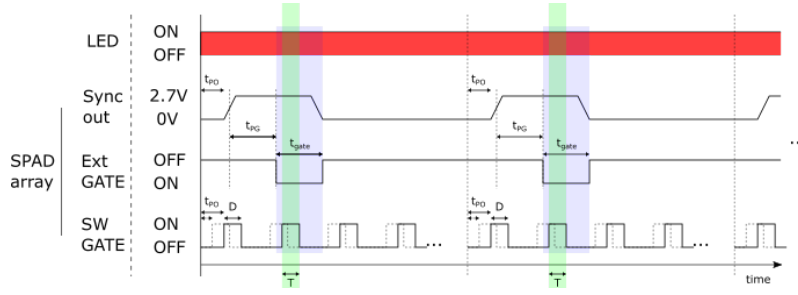 LED ON
OFF
t_PO t_PO
Sync out 2.7V
0V
t_PG t_PG
t_gate t_gate
SPAD array
Ext GATE OFF
ON
t_PO D t_PO D
SW GATE ON
OFF
... ...
T T time